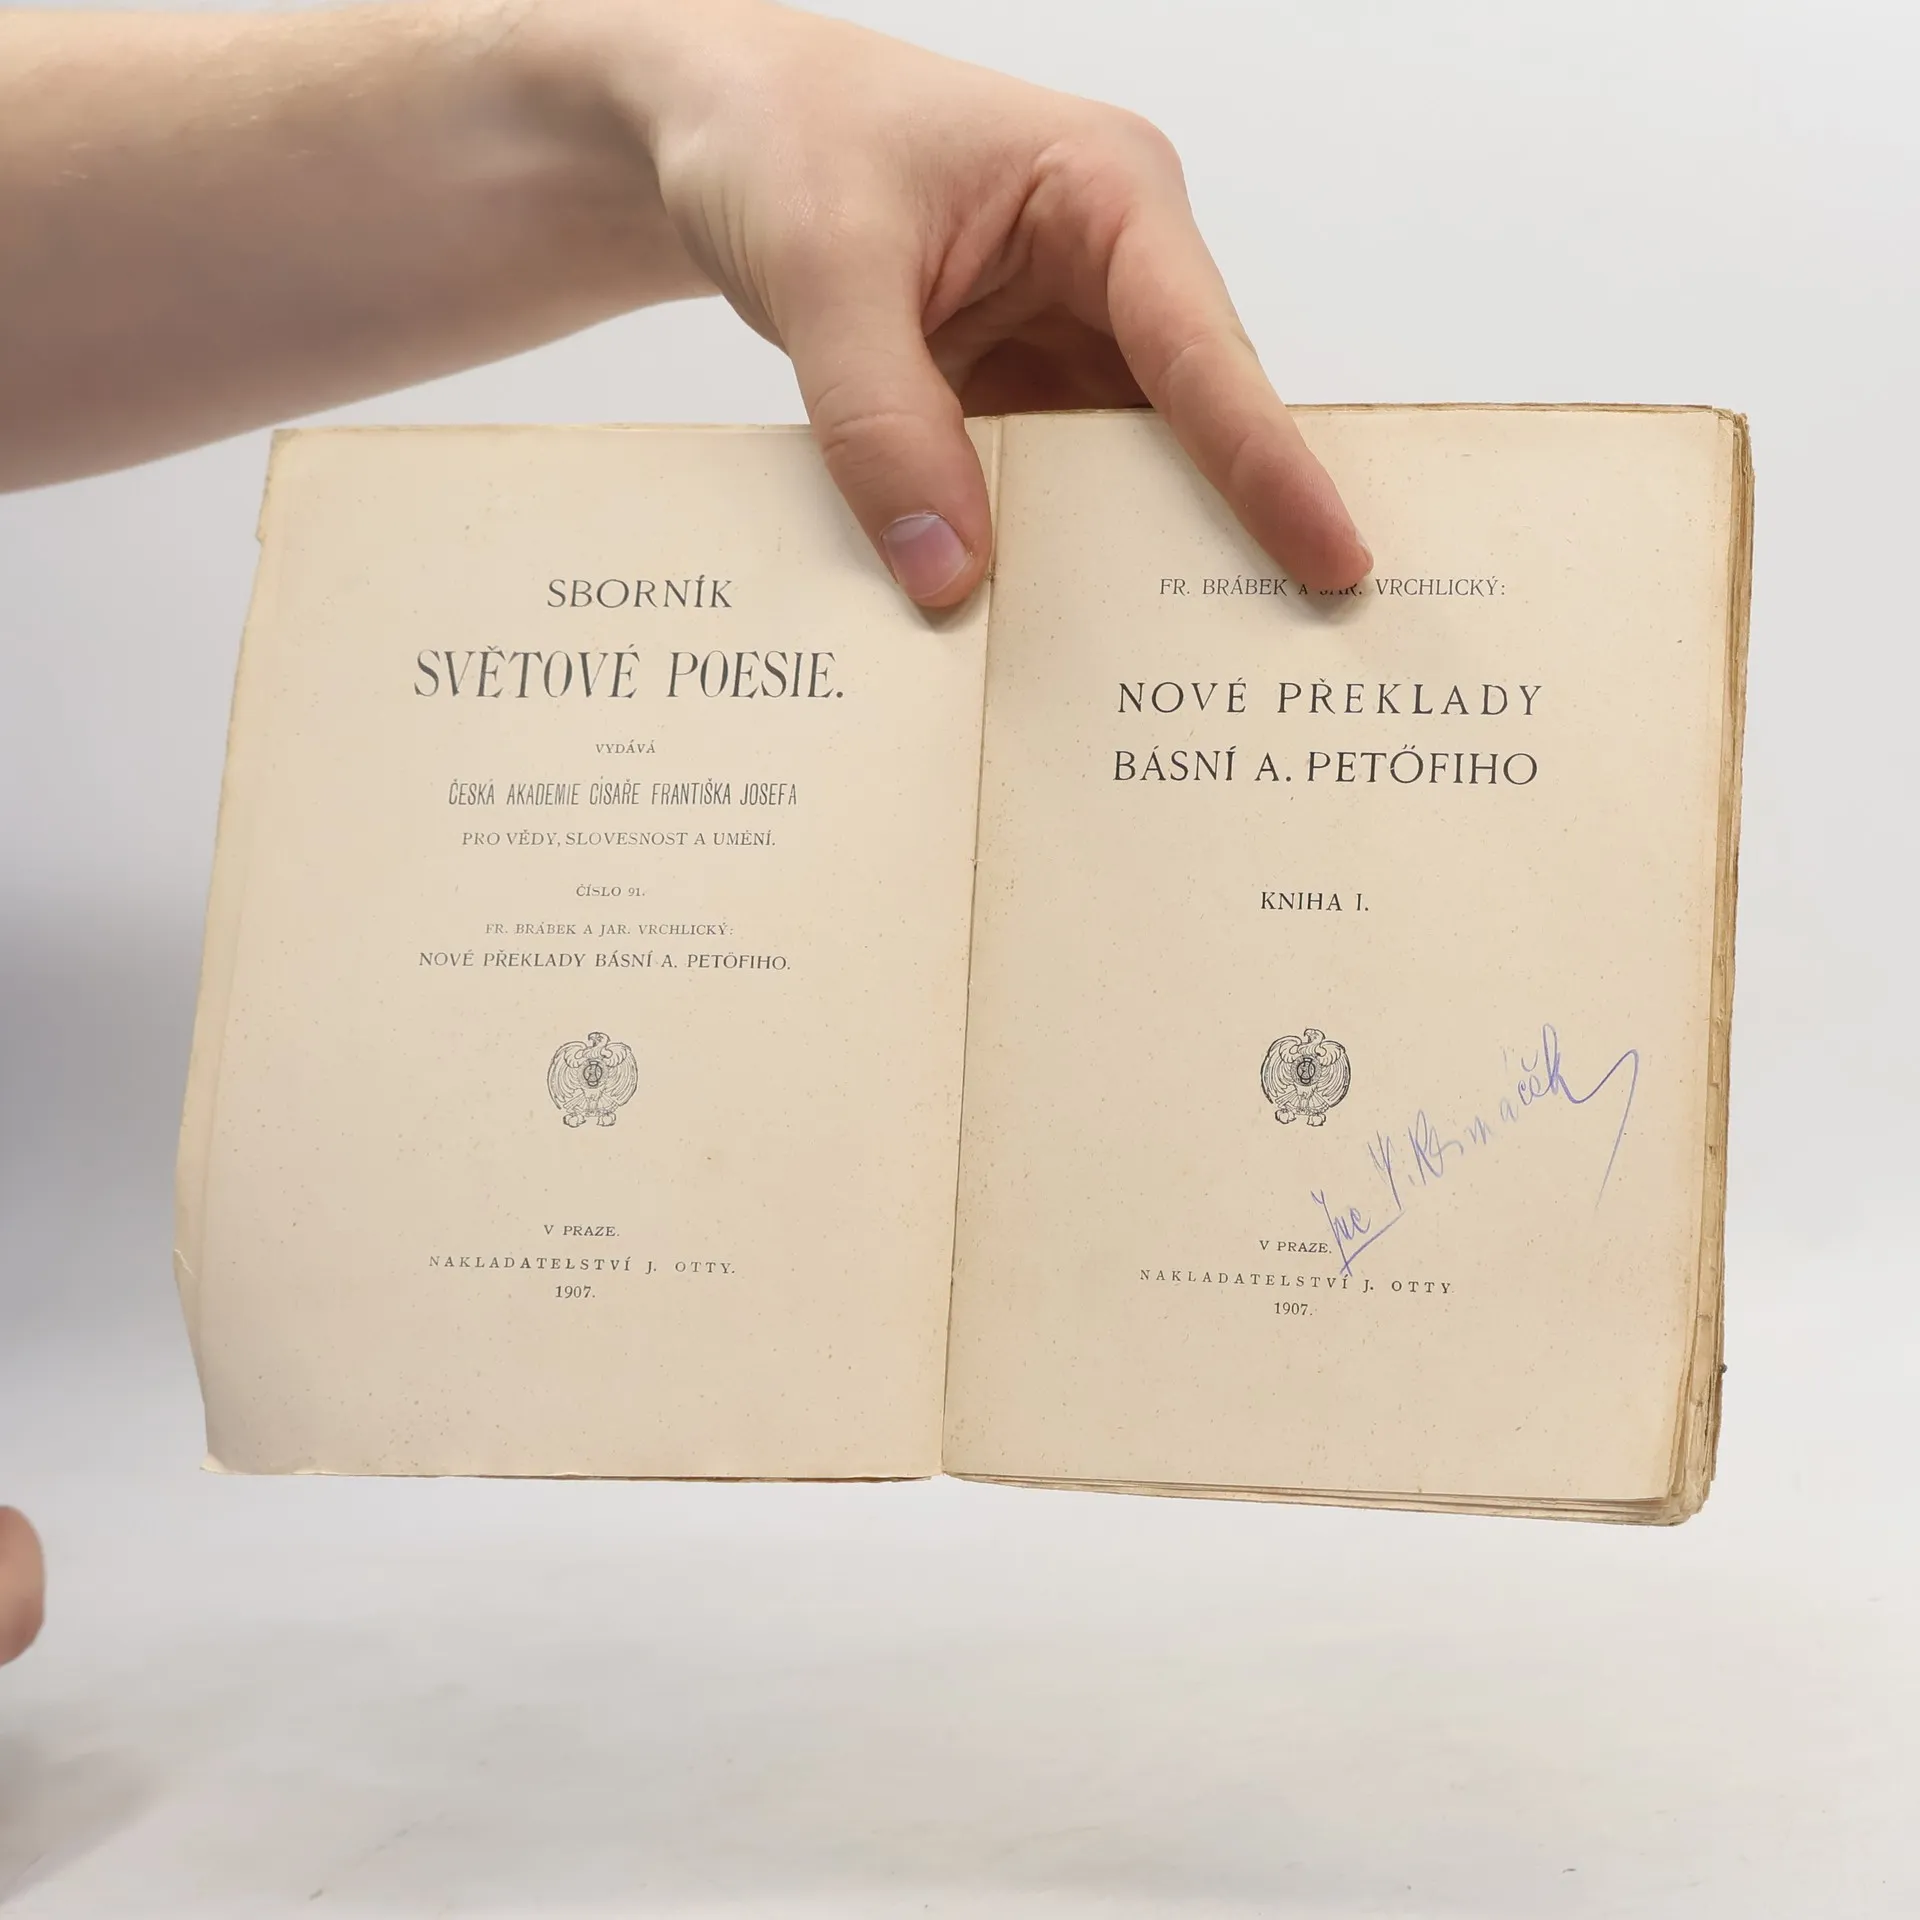 SBORNÍK
SVĚTOVÉ POESIE.
VYDÁVÁ
ČESKÁ AKADEMIE CÍSAŘE FRANTIŠKA JOSEFA
PRO VĚDY, SLOVESNOST A UMĚNÍ.
ČÍSLO 91.
FR. BRÁBEK A JAR. VRCHLICKÝ:
NOVÉ PŘEKLADY BÁSNÍ A. PETŐFIHO.
V PRAZE.
NAKLADATELSTVÍ J. OTTY.
1907.
FR. BRÁBEK A JAR. VRCHLICKÝ:
NOVÉ PŘEKLADY
BÁSNÍ A. PETŐFIHO
KNIHA I.
V PRAZE.
NAKLADATELSTVÍ J. OTTY
1907.